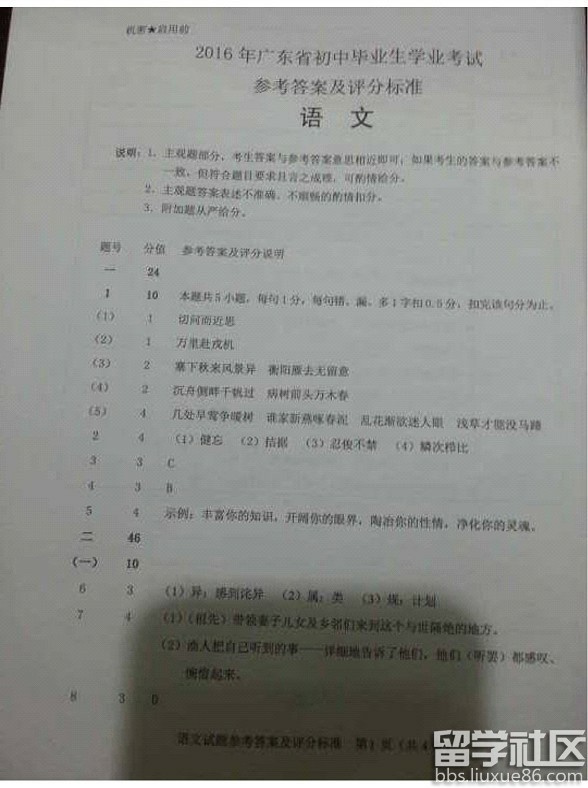 机密★启用前
2016年广东省初中毕业生学业考试
参考答案及评分标准
语 文
说明：1．主观题部分，考生答案与参考答案意思相近即可；如果考生的答案与参考答案不
一致，但符合题目要求且言之成理，可酌情给分。
2．主观题答案表述不准确、不顺畅的酌情扣分。
3．附加题从严给分。
题号 分值 参考答案及评分说明
一 24
1 10 本题共5小题，每句1分，每句错、漏、多1字扣0.5分，扣完该句分为止。
（1） 1 切问而近思
（2） 1 万里赴戎机
（3） 2 塞下秋来风景异 衡阳雁去无留意
（4） 2 沉舟侧畔千帆过 病树前头万木春
（5） 4 几处早莺争暖树 谁家新燕啄春泥 乱花渐欲迷人眼 浅草才能没马蹄
2 4 （1）健忘 （2）拮据 （3）忍俊不禁 （4）鳞次栉比
3 3 C
4 3 B
5 4 示例：丰富你的知识，开阔你的眼界，陶冶你的性情，净化你的灵魂。
二 46
（一） 10
6 3 （1）异：感到诧异 （2）属：类 （3）规：计划
7 4 （1）（祖先）带领妻子儿女及乡邻们来到这个与世隔绝的地方。
（2）渔人把自己听到的事——详细地告诉了他们，他们（听罢）都感叹、
惋惜起来。
8 3 D
语文试题参考答案及评分标准 第1页（共4
留学社区
bbs.liuxue86.com